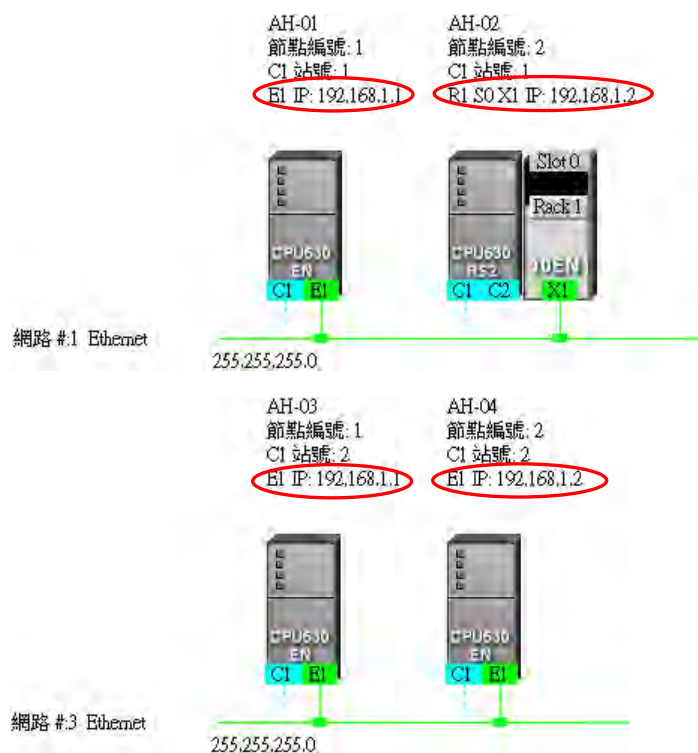 AH-01
節點編號: 1
C1 站號: 1
E1 IP: 192.168.1.1
AH-02
節點編號: 2
C1 站號: 1
R1 S0 X1 IP: 192.168.1.2
CPU530
EN
C1 E1
CPU530
RS2
C1 C2
Slot 0
Rack 1
10EN
X1
網路 #:1 Ethernet
255.255.255.0
AH-03
節點編號: 1
C1 站號: 2
E1 IP: 192.168.1.1
AH-04
節點編號: 2
C1 站號: 2
E1 IP: 192.168.1.2
CPU530
EN
C1 E1
CPU530
EN
C1 E1
網路 #:3 Ethernet
255.255.255.0